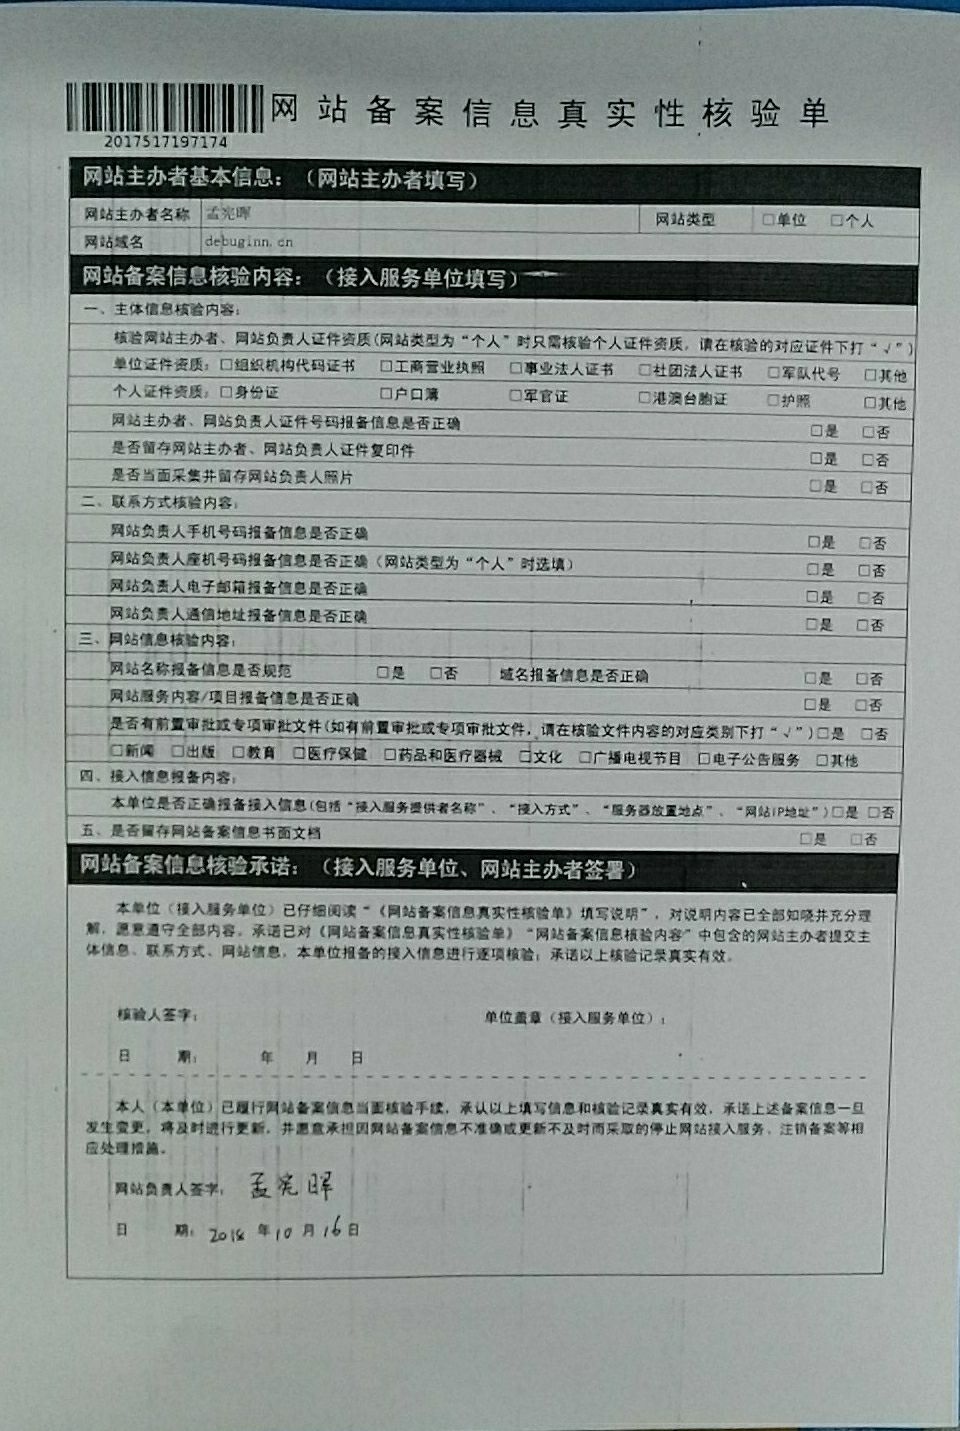 网站备案信息真实性核验单
2017517197174
网站主办者基本信息：（网站主办者填写）
网站主办者名称 孟宪晖 网站类型 □单位 □个人
网站域名 debuginn.cn
网站备案信息核验内容：（接入服务单位填写）
一、主体信息核验内容：
核验网站主办者、网站负责人证件资质(网站类型为“个人”时只需核验个人证件资质，请在核验的对应证件下打“√”)
单位证件资质：□组织机构代码证书 □工商营业执照 □事业法人证书 □社团法人证书 □军队代号 □其他
个人证件资质：□身份证 □户口簿 □军官证 □港澳台胞证 □护照 □其他
网站主办者、网站负责人证件号码报备信息是否正确 □是 □否
是否留存网站主办者、网站负责人证件复印件 □是 □否
是否当面采集并留存网站负责人照片 □是 □否
二、联系方式核验内容：
网站负责人手机号码报备信息是否正确 □是 □否
网站负责人座机号码报备信息是否正确（网站类型为“个人”时选填） □是 □否
网站负责人电子邮箱报备信息是否正确 □是 □否
网站负责人通信地址报备信息是否正确 □是 □否
三、网站信息核验内容：
网站名称报备信息是否规范 □是 □否 域名报备信息是否正确 □是 □否
网站服务内容/项目报备信息是否正确 □是 □否
是否有前置审批或专项审批文件(如有前置审批或专项审批文件，请在核验文件内容的对应类别下打“√”) □是 □否
□新闻 □出版 □教育 □医疗保健 □药品和医疗器械 □文化 □广播电视节目 □电子公告服务 □其他
四、接入信息报备内容：
本单位是否正确报备接入信息(包括“接入服务提供者名称”、“接入方式”、“服务器放置地点”、“网站IP地址”) □是 □否
五、是否留存网站备案信息书面文档 □是 □否
网站备案信息核验承诺：（接入服务单位、网站主办者签署）
本单位（接入服务单位）已仔细阅读“《网站备案信息真实性核验单》填写说明”，对说明内容已全部知晓并充分理
解，愿意遵守全部内容。承诺已对《网站备案信息真实性核验单》“网站备案信息核验内容”中包含的网站主办者提交主
体信息、联系方式、网站信息，本单位报备的接入信息进行逐项核验；承诺以上核验记录真实有效。
核验人签字： 单位盖章（接入服务单位）：
日 期： 年 月 日
本人（本单位）已履行网站备案信息当面核验手续，承认以上填写信息和核验记录真实有效，承诺上述备案信息一旦
发生变更，将及时进行更新，并愿意承担因网站备案信息不准确或更新不及时而采取的停止网站接入服务、注销备案等相
应处理措施。
网站负责人签字： 孟宪晖
日 期： 2018 年 10 月 16 日